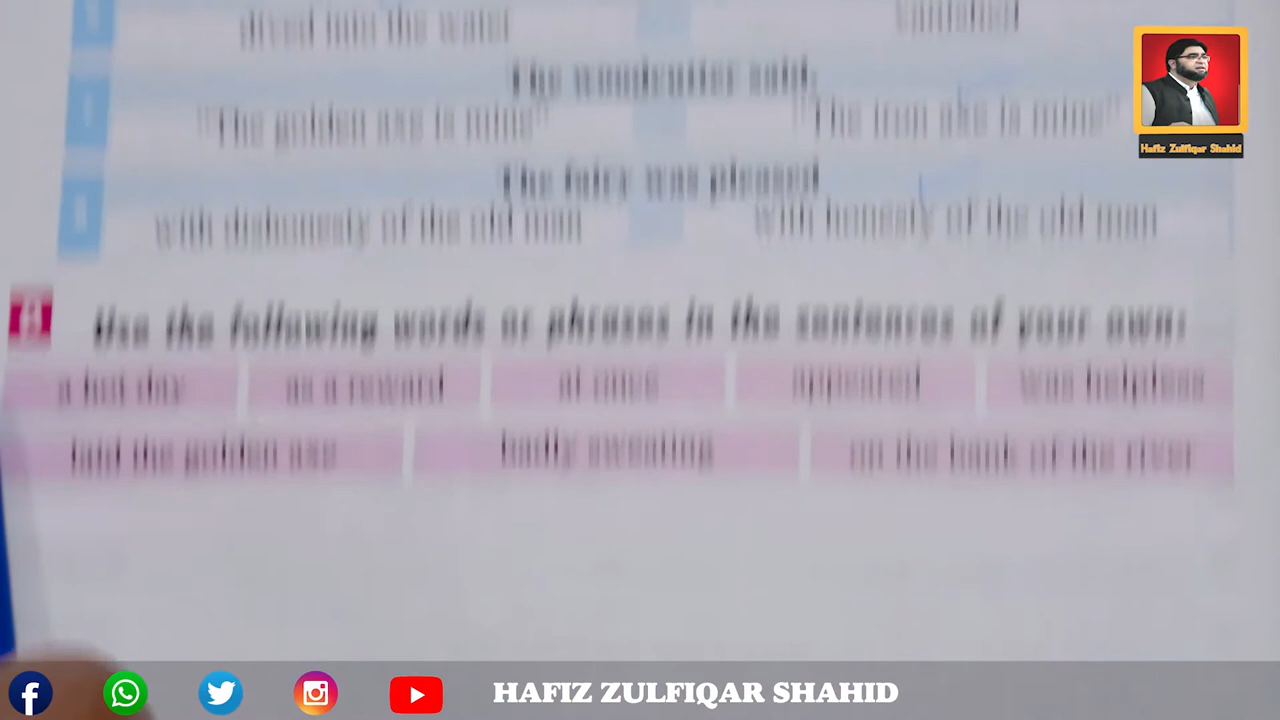 dived into the water vanished
The woodcutter said,
"The golden axe is mine" "The iron axe is mine"
The fairy was pleased
with dishonesty of the old man with honesty of the old man
Use the following words or phrases in the sentences of your own:
a hot day as a reward at once appeared was helpless
laid the golden axe badly sweating on the bank of the river
Hafiz Zulfiqar Shahid
HAFIZ ZULFIQAR SHAHID